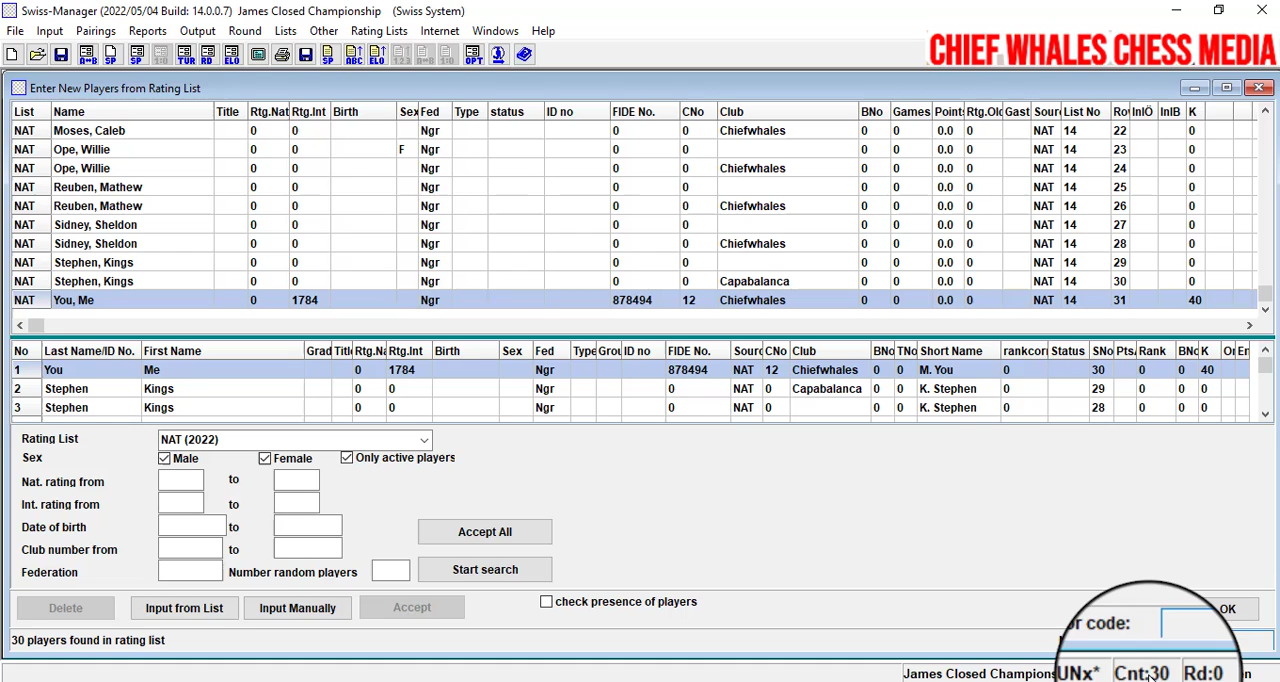 Swiss-Manager (2022/05/04 Build: 14.0.0.7) James Closed Championship (Swiss System)
File Input Pairings Reports Output Round Lists Other Rating Lists Internet Windows Help
CHIEF WHALES CHESS MEDIA
Enter New Players from Rating List
List Name Title Rtg.Nat Rtg.Int Birth Sex Fed Type status ID no FIDE No. CNo Club BNo Games Point Rtg.Old Gast Sour List No Ro InlÖ InlB K
NAT Moses, Caleb 0 0 Ngr 0 0 Chiefwhales 0 0 0.0 0 NAT 14 22 0
NAT Ope, Willie 0 0 F Ngr 0 0 0 0 0.0 0 NAT 14 23 0
NAT Ope, Willie 0 0 Ngr 0 0 Chiefwhales 0 0 0.0 0 NAT 14 24 0
NAT Reuben, Mathew 0 0 Ngr 0 0 0 0 0.0 0 NAT 14 25 0
NAT Reuben, Mathew 0 0 Ngr 0 0 Chiefwhales 0 0 0.0 0 NAT 14 26 0
NAT Sidney, Sheldon 0 0 Ngr 0 0 0 0 0.0 0 NAT 14 27 0
NAT Sidney, Sheldon 0 0 Ngr 0 0 Chiefwhales 0 0 0.0 0 NAT 14 28 0
NAT Stephen, Kings 0 0 Ngr 0 0 0 0 0.0 0 NAT 14 29 0
NAT Stephen, Kings 0 0 Ngr 0 0 Capabalanca 0 0 0.0 0 NAT 14 30 0
NAT You, Me 0 1784 Ngr 878494 12 Chiefwhales 0 0 0.0 0 NAT 14 31 40
No Last Name/ID No. First Name Grad Titl Rtg.Na Rtg.Int Birth Sex Fed Type Grou ID no FIDE No. Sourc CNo Club BNo TNo Short Name rankcorr Status SNo Pts. Rank BNo K Or En
1 You Me 0 1784 Ngr 878494 NAT 12 Chiefwhales 0 0 M. You 0 30 0 0 40
2 Stephen Kings 0 0 Ngr 0 NAT 0 Capabalanca 0 0 K. Stephen 0 29 0 0 0
3 Stephen Kings 0 0 Ngr 0 NAT 0 0 0 K. Stephen 0 28 0 0 0
Rating List NAT (2022)
Sex Male Female Only active players
Nat. rating from to
Int. rating from to
Date of birth to
Accept All
Club number from to
Federation Number random players Start search
Delete Input from List Input Manually Accept check presence of players OK
or code:
30 players found in rating list
James Closed Champions UNx* Cnt:30 Rd:0